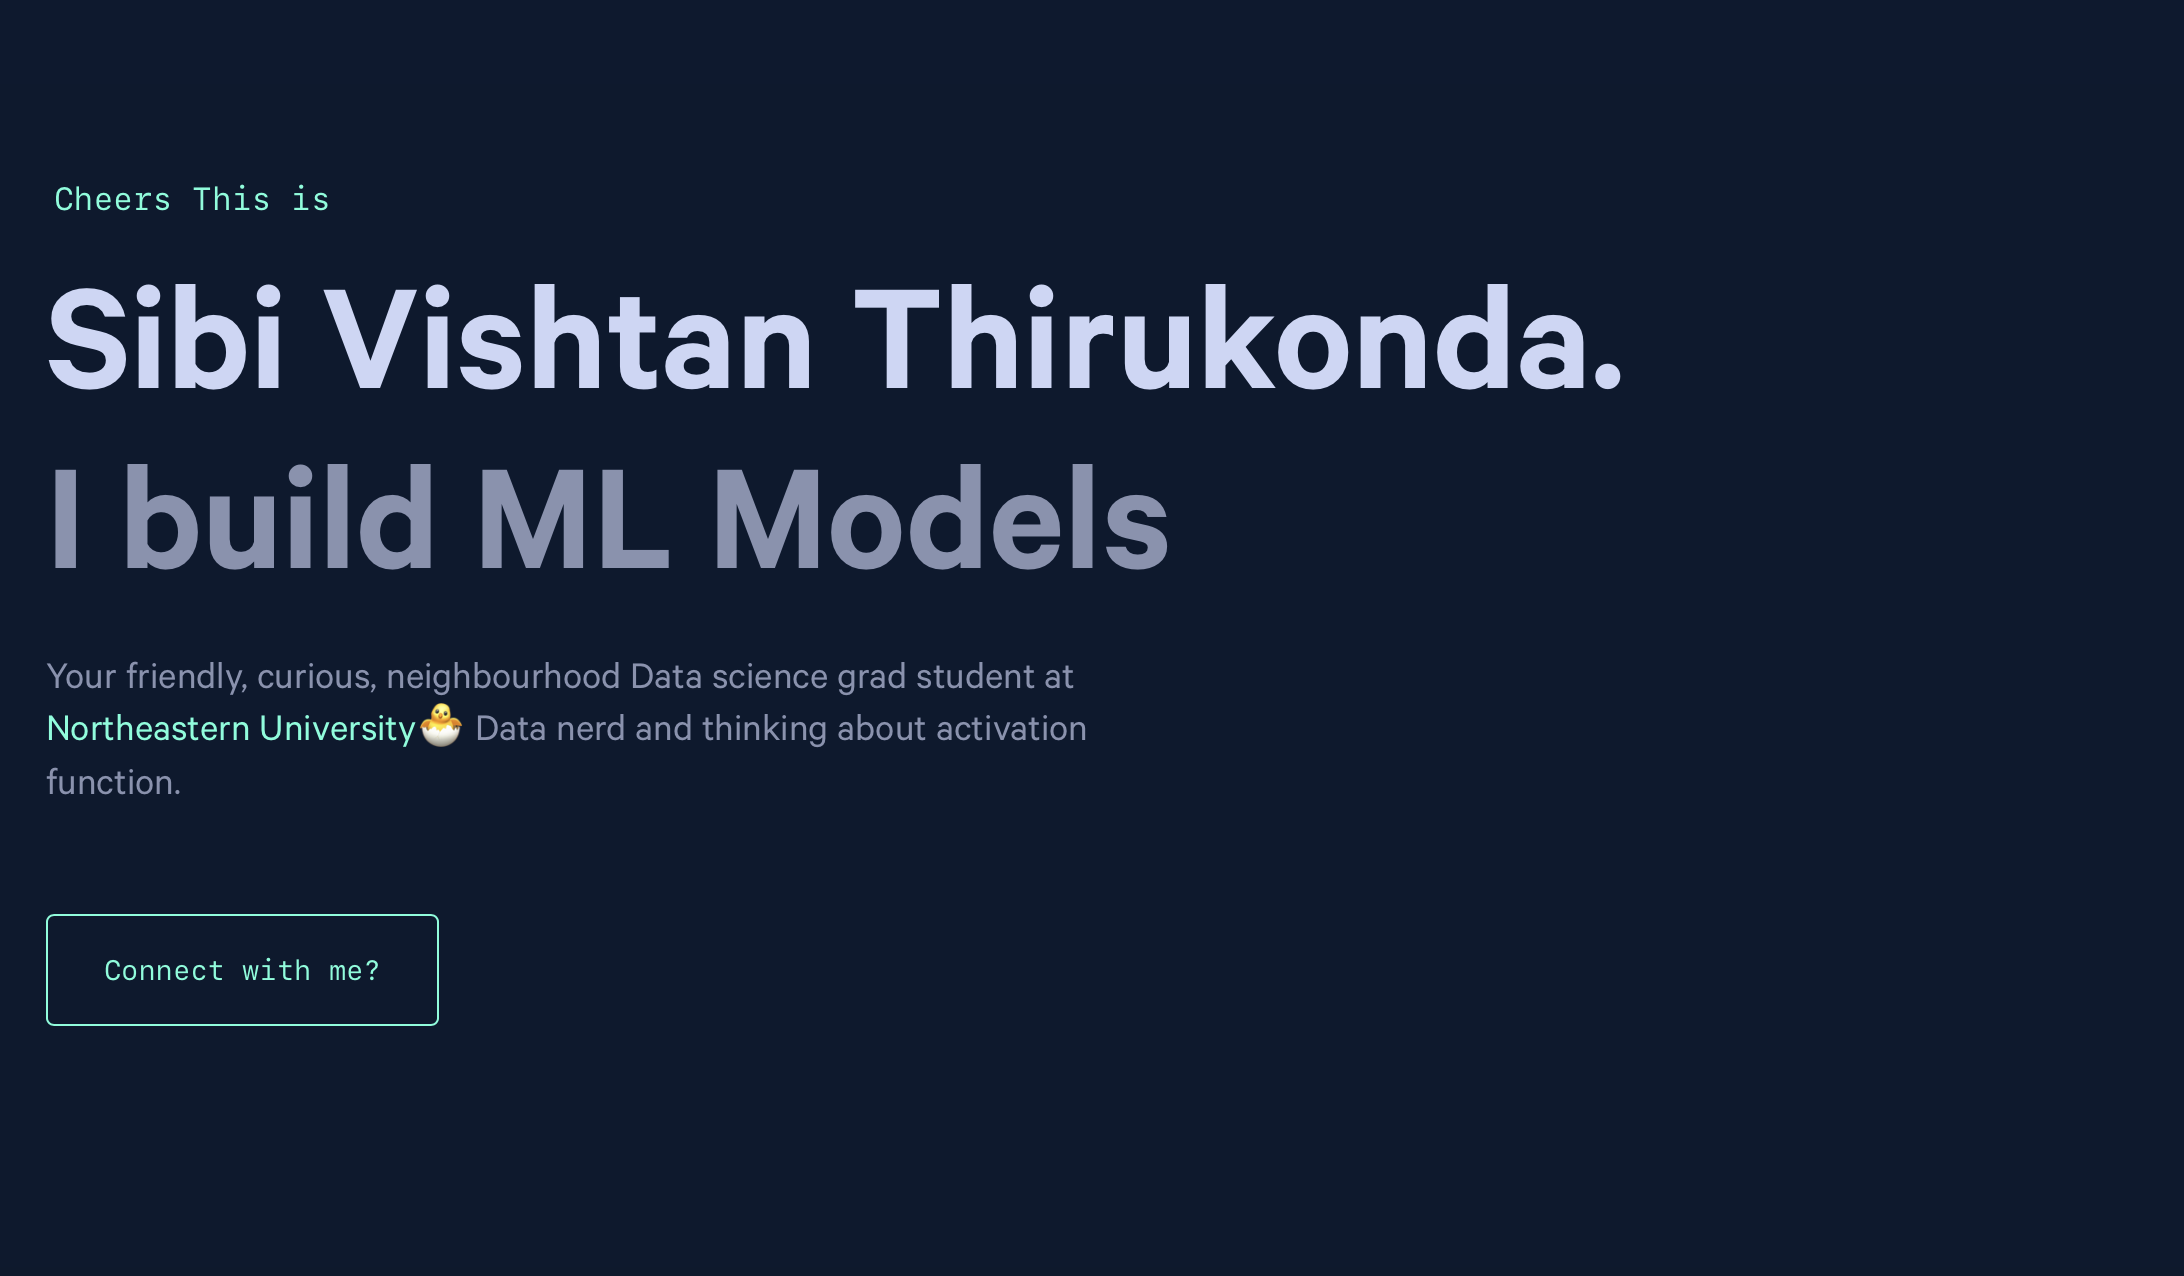 Cheers This is
Sibi Vishtan Thirukonda.
I build ML Models
Your friendly, curious, neighbourhood Data science grad student at
Northeastern University🐣 Data nerd and thinking about activation
function.
Connect with me?